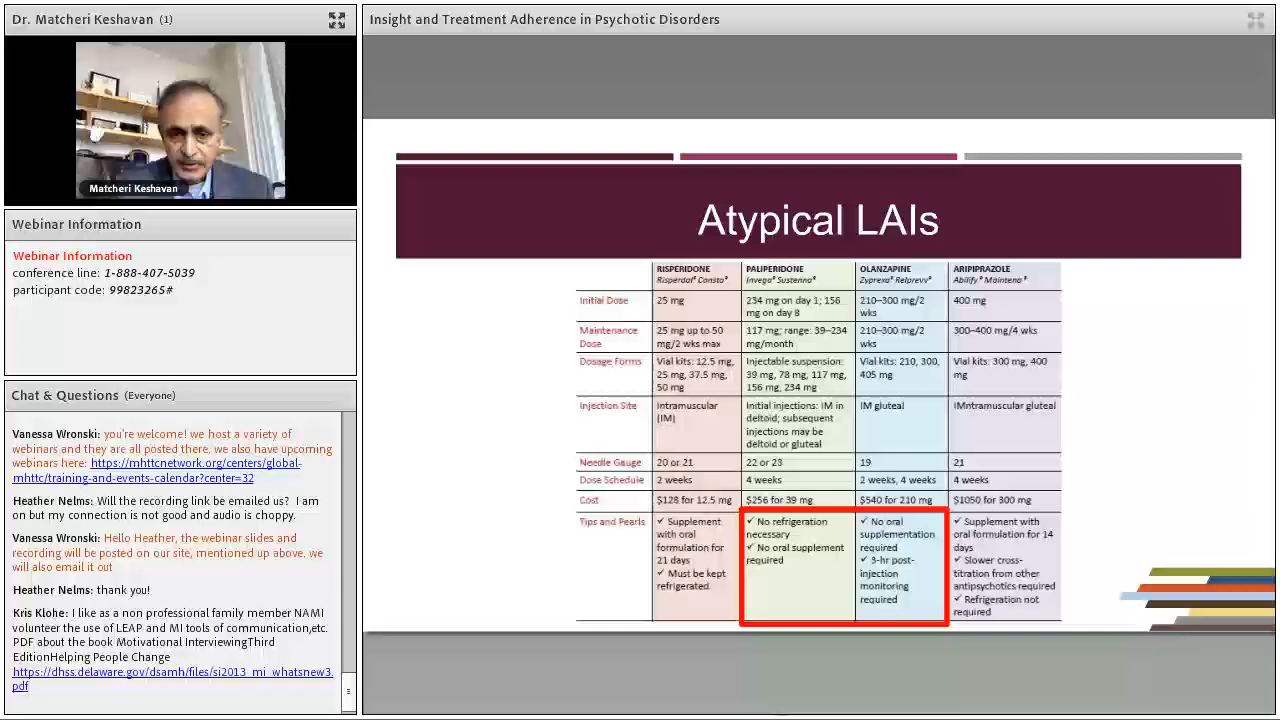 Dr. Matcheri Keshavan (1)
Matcheri Keshavan
Webinar Information
Webinar Information
conference line: 1-888-407-5039
participant code: 99823265#
Chat & Questions (Everyone)
Vanessa Wronski: you're welcome! we host a variety of
webinars and they are all posted there. we also have upcoming
webinars here: https://mhttcnetwork.org/centers/global-
mhttc/training-and-events-calendar?center=32
Heather Nelms: Will the recording link be emailed us? I am
on but my connection is not good and audio is choppy
Vanessa Wronski: Hello Heather, the webinar slides and
recording will be posted on our site, mentioned up above. we
will also email it out
Heather Nelms: thank you!
Kris Klohe: I like as a non professional family member NAMI
volunteer the use of LEAP and MI tools of communication,etc.
PDF about the book Motivational InterviewingThird
EditionHelping People Change
https://dhss.delaware.gov/dsamh/files/si2013_mi_whatsnew3.
pdf
Insight and Treatment Adherence in Psychotic Disorders
Atypical LAIs
RISPERIDONE PALIPERIDONE OLANZAPINE ARIPIPRAZOLE
Risperdal® Consta® Invega® Sustenna® Zyprexa® Relprevv® Abilify® Maintena®
Initial Dose 25 mg 234 mg on day 1; 156 210–300 mg/2 400 mg
mg on day 8 wks
Maintenance 25 mg up to 50 117 mg; range: 39–234 210–300 mg/2 300–400 mg/4 wks
Dose mg/2 wks max mg/month wks
Dosage Forms Vial kits: 12.5 mg, Injectable suspension: Vial kits: 210, 300, Vial kits: 300 mg, 400
25 mg, 37.5 mg, 39 mg, 78 mg, 117 mg, 405 mg mg
50 mg 156 mg, 234 mg
Injection Site Intramuscular Initial injections: IM in IM gluteal IMntramuscular gluteal
(IM) deltoid; subsequent
injections may be
deltoid or gluteal
Needle Gauge 20 or 21 22 or 23 19 21
Dose Schedule 2 weeks 4 weeks 2 weeks, 4 weeks 4 weeks
Cost $128 for 12.5 mg $256 for 39 mg $540 for 210 mg $1050 for 300 mg
Tips and Pearls ✓ Supplement ✓ No refrigeration ✓ No oral ✓ Supplement with
with oral necessary supplementation oral formulation for 14
formulation for ✓ No oral supplement required days
21 days required ✓ 3-hr post- ✓ Slower cross-
✓ Must be kept injection titration from other
refrigerated monitoring antipsychotics required
required ✓ Refrigeration not
required